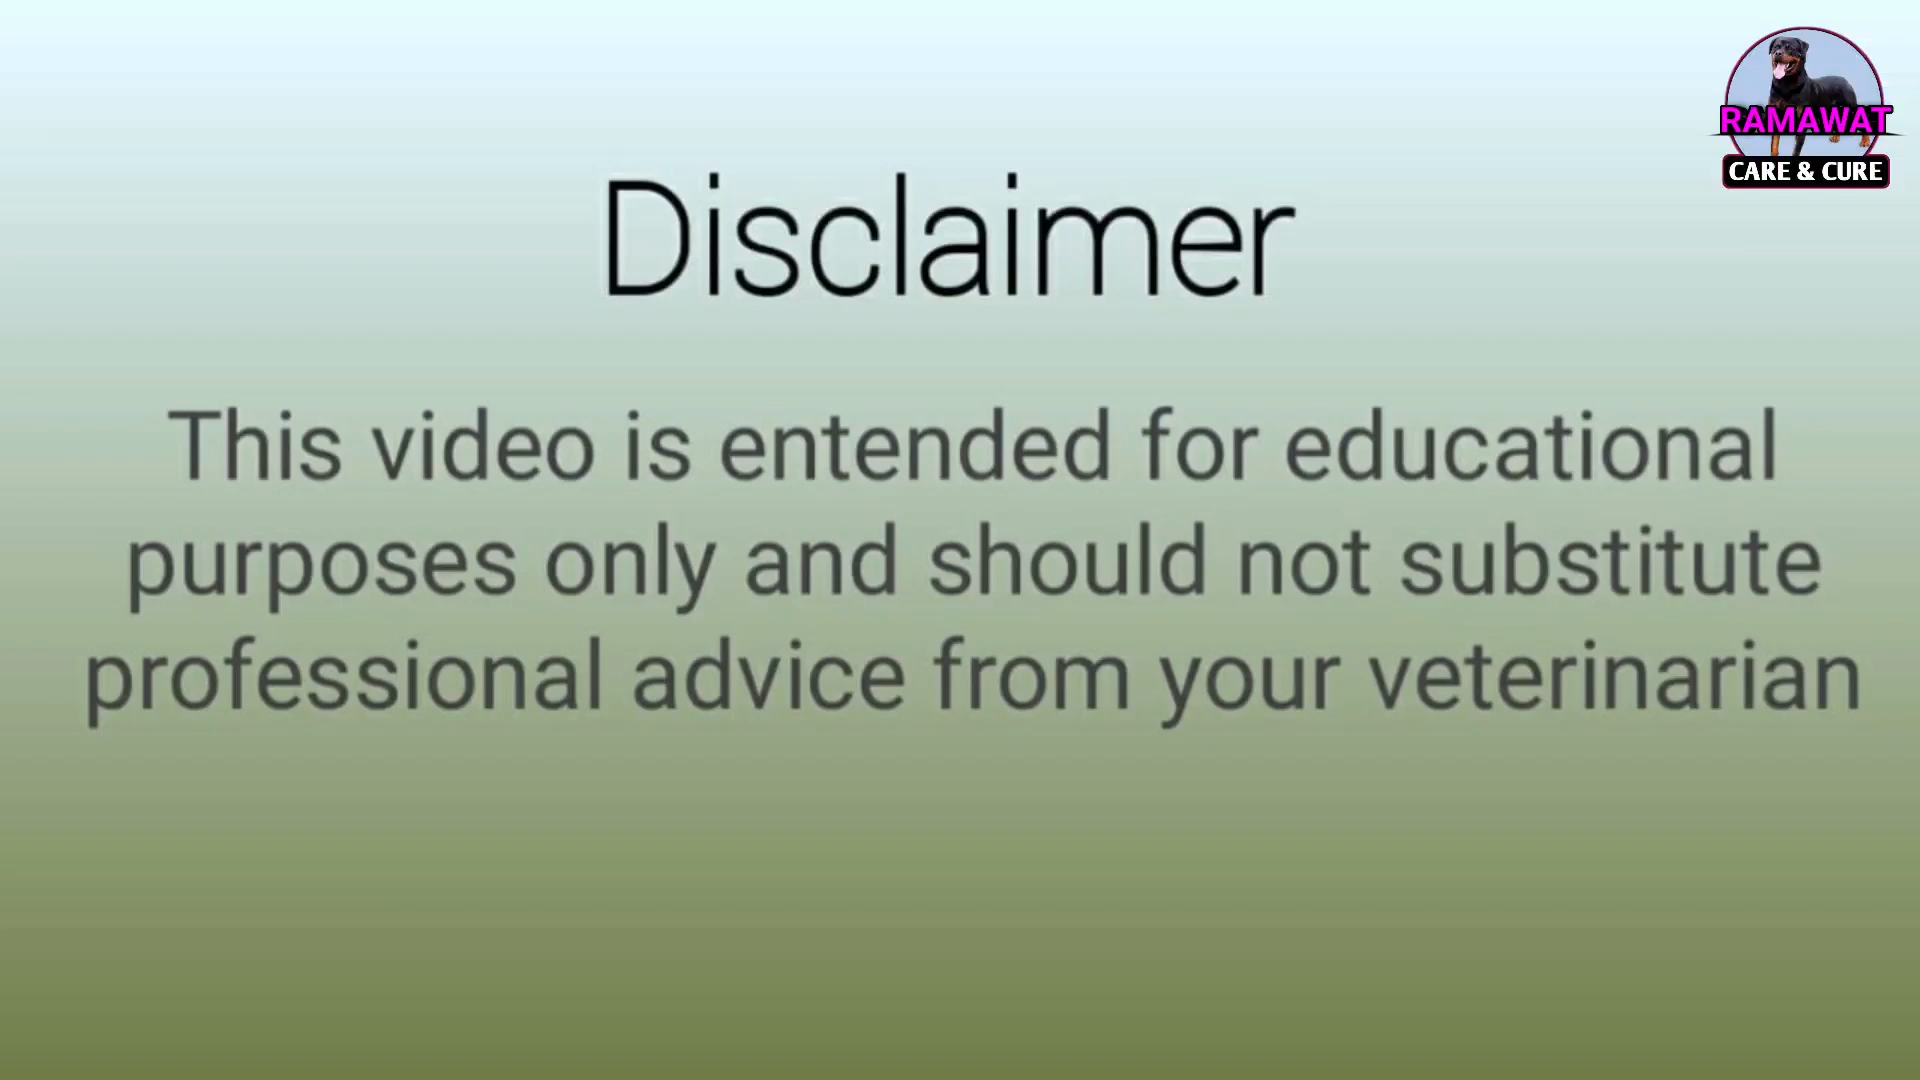 RAMAWAT
CARE & CURE
Disclaimer
This video is entended for educational
purposes only and should not substitute
professional advice from your veterinarian